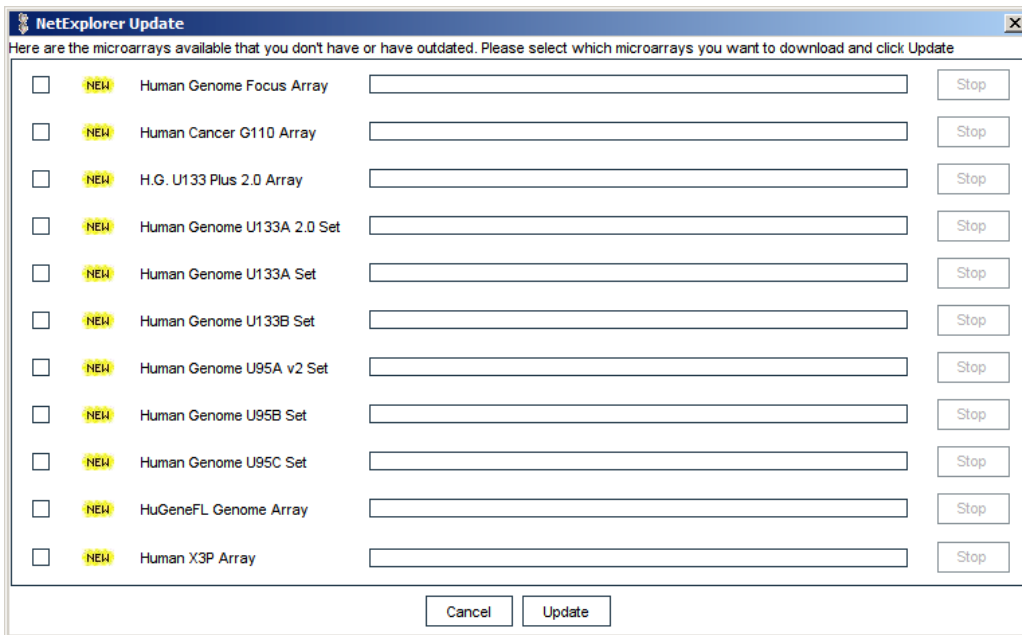 NetExplorer Update
Here are the microarrays available that you don't have or have outdated. Please select which microarrays you want to download and click Update
NEW Human Genome Focus Array Stop
NEW Human Cancer G110 Array Stop
NEW H.G. U133 Plus 2.0 Array Stop
NEW Human Genome U133A 2.0 Set Stop
NEW Human Genome U133A Set Stop
NEW Human Genome U133B Set Stop
NEW Human Genome U95A v2 Set Stop
NEW Human Genome U95B Set Stop
NEW Human Genome U95C Set Stop
NEW HuGeneFL Genome Array Stop
NEW Human X3P Array Stop
Cancel Update